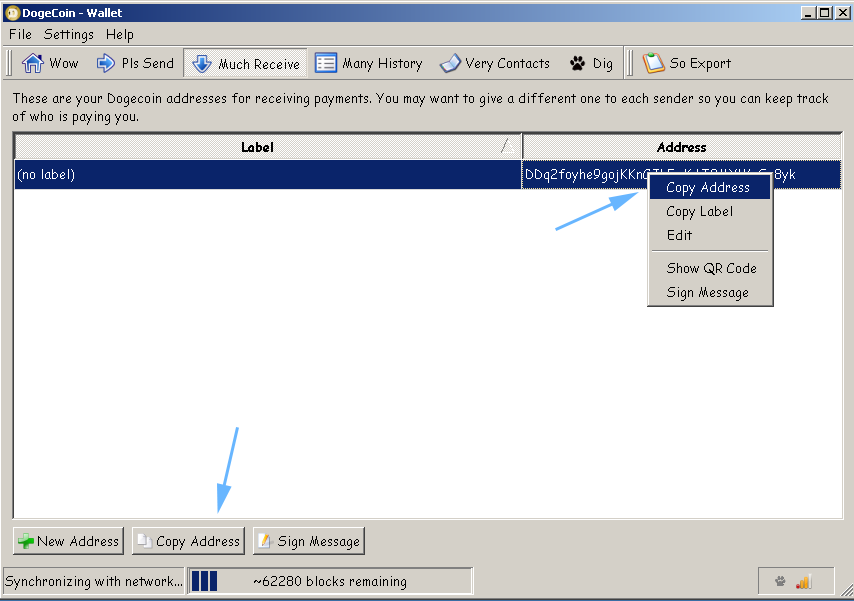 DogeCoin - Wallet
File Settings Help
Wow Pls Send Much Receive Many History Very Contacts Dig So Export
These are your Dogecoin addresses for receiving payments. You may want to give a different one to each sender so you can keep track
of who is paying you.
Label Address
(no label)
Copy Address
Copy Label
Edit
Show QR Code
Sign Message
New Address Copy Address Sign Message
Synchronizing with network... ~62280 blocks remaining